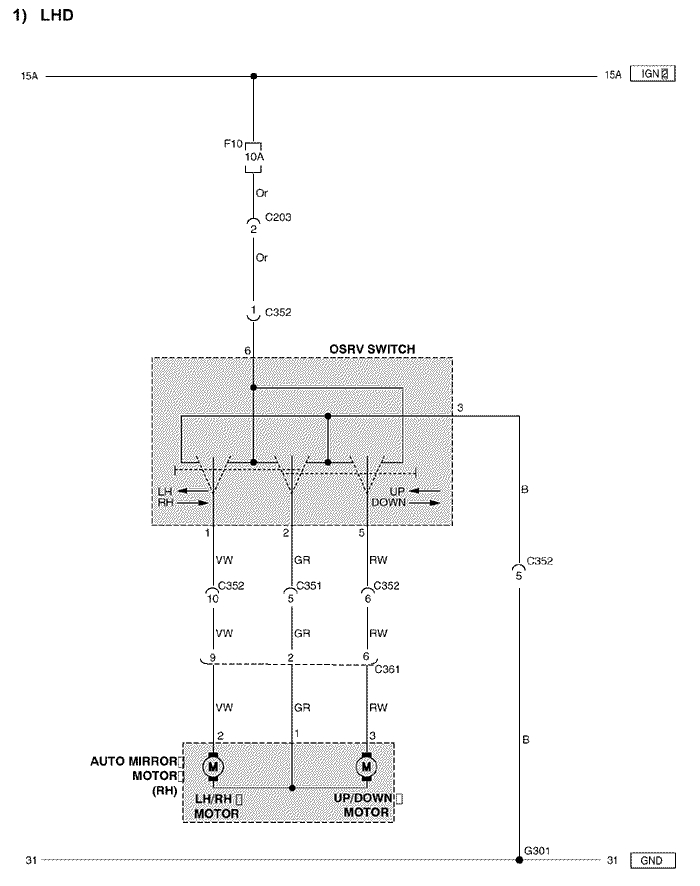 1) LHD
15A
15A IGN2
F10
10A
Or
C203
2
Or
1 C352
6
OSRV SWITCH
3
LH
RH
UP
DOWN
1 2 5
B
VW GR RW
C352 C351 C352
10 5 6
C352
5
VW GR RW
9 2 6
C361
VW GR RW
2 1 3
B
AUTO MIRROR
MOTOR
(RH)
M M
LH/RH
MOTOR
UP/DOWN
MOTOR
G301
31
31 GND